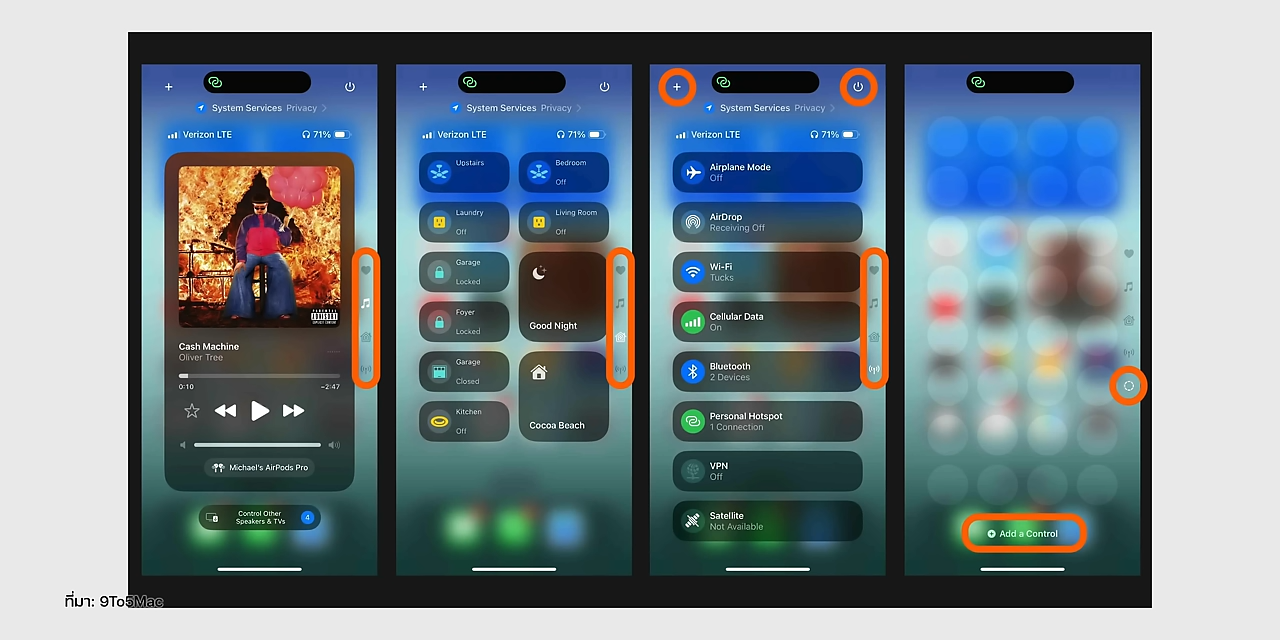 System Services Privacy
Verizon LTE
71%
Cash Machine
Oliver Tree
0:10
−2:47
Michael's AirPods Pro
Control Other
Speakers & TVs
4
System Services Privacy
Verizon LTE
71%
Upstairs
Bedroom
Off
Laundry
Off
Living Room
Off
Garage
Locked
Foyer
Locked
Good Night
Garage
Closed
Kitchen
Off
Cocoa Beach
System Services Privacy
Verizon LTE
71%
Airplane Mode
Off
AirDrop
Receiving Off
Wi-Fi
Tucks
Cellular Data
On
Bluetooth
2 Devices
Personal Hotspot
1 Connection
VPN
Off
Satellite
Not Available
Add a Control
ที่มา: 9To5Mac